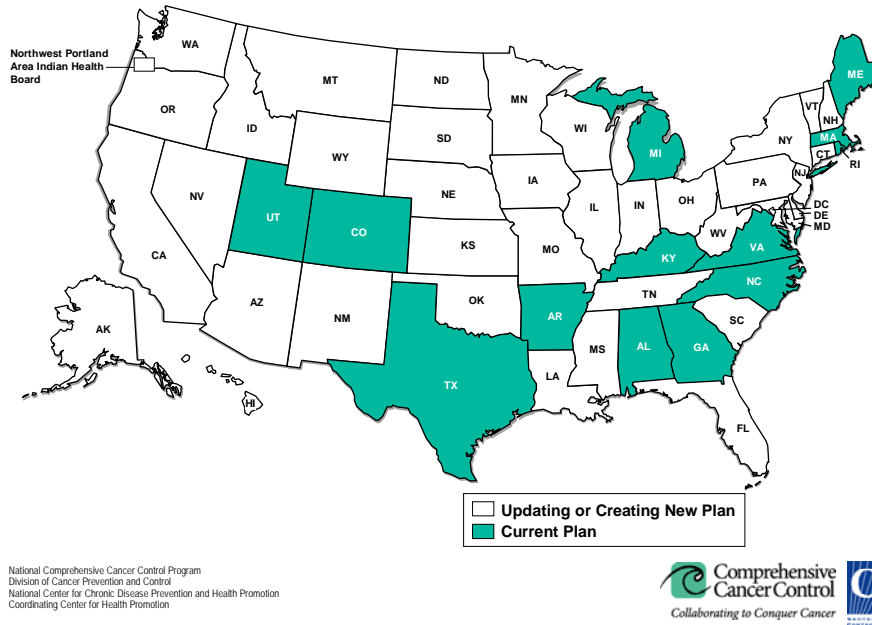 Northwest Portland
Area Indian Health
Board
WA
MT
ND
MN
ME
VT
NH
OR
ID
SD
WI
NY
MA
WY
MI
CT
RI
IA
PA
NJ
NV
NE
UT
CO
IL
IN
OH
DC
DE
MD
WV
VA
CA
KS
MO
KY
AZ
NM
OK
TN
NC
AK
AR
SC
MS
AL
GA
TX
LA
HI
FL
Updating or Creating New Plan
Current Plan
National Comprehensive Cancer Control Program
Division of Cancer Prevention and Control
National Center for Chronic Disease Prevention and Health Promotion
Coordinating Center for Health Promotion
Comprehensive
Cancer Control
Collaborating to Conquer Cancer